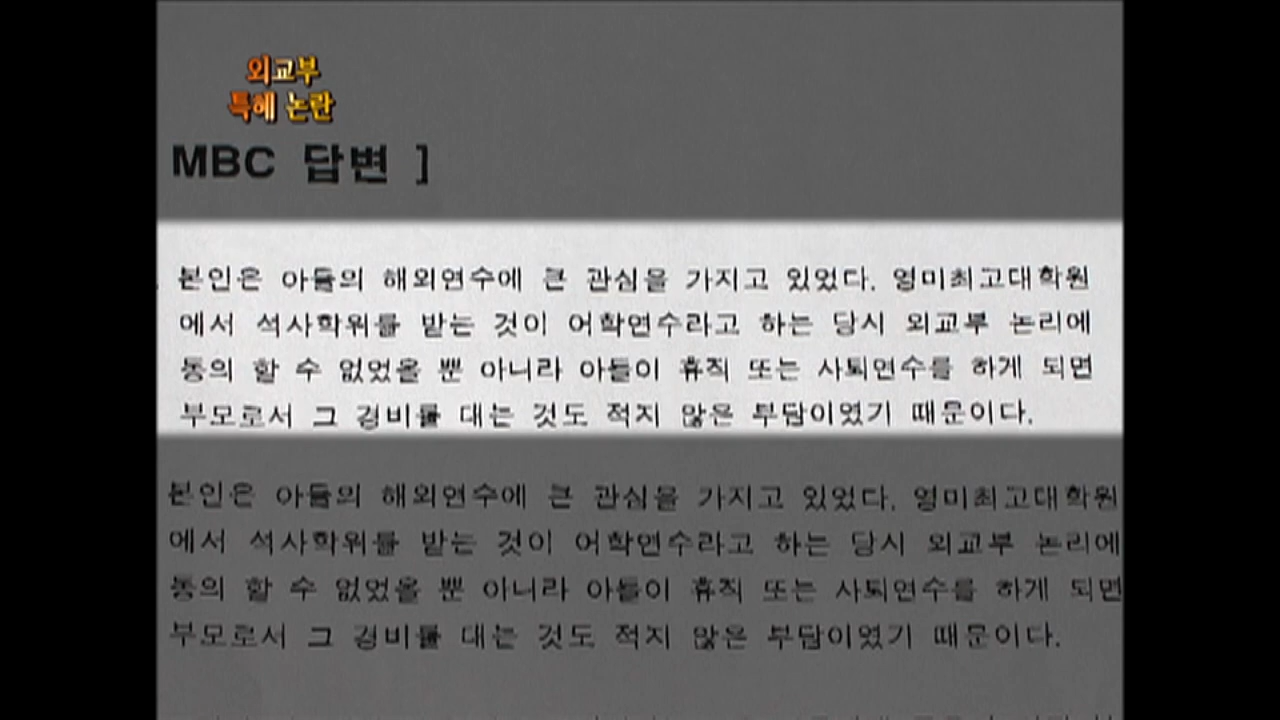 외교부
특혜 논란
MBC 답변 ]
본인은 아들의 해외연수에 큰 관심을 가지고 있었다. 영미최고대학원
에서 석사학위를 받는 것이 어학연수라고 하는 당시 외교부 논리에
동의 할 수 없었을 뿐 아니라 아들이 휴직 또는 사퇴연수를 하게 되면
부모로서 그 경비를 대는 것도 적지 않은 부담이였기 때문이다.
본인은 아들의 해외연수에 큰 관심을 가지고 있었다. 영미최고대학원
에서 석사학위를 받는 것이 어학연수라고 하는 당시 외교부 논리에
동의 할 수 없었을 뿐 아니라 아들이 휴직 또는 사퇴연수를 하게 되면
부모로서 그 경비를 대는 것도 적지 않은 부담이였기 때문이다.